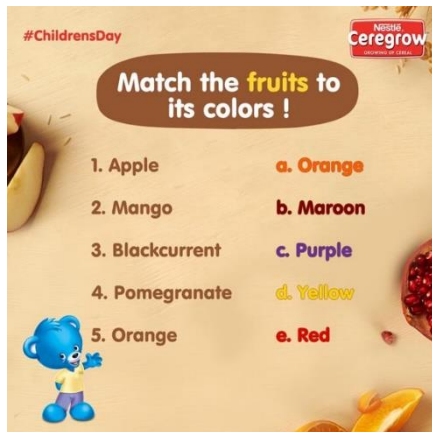 #ChildrensDay
Nestlé
Ceregrow
GROWING UP CEREAL
Match the fruits to
its colors !
1. Apple
a. Orange
2. Mango
b. Maroon
3. Blackcurrent
c. Purple
4. Pomegranate
d. Yellow
5. Orange
e. Red